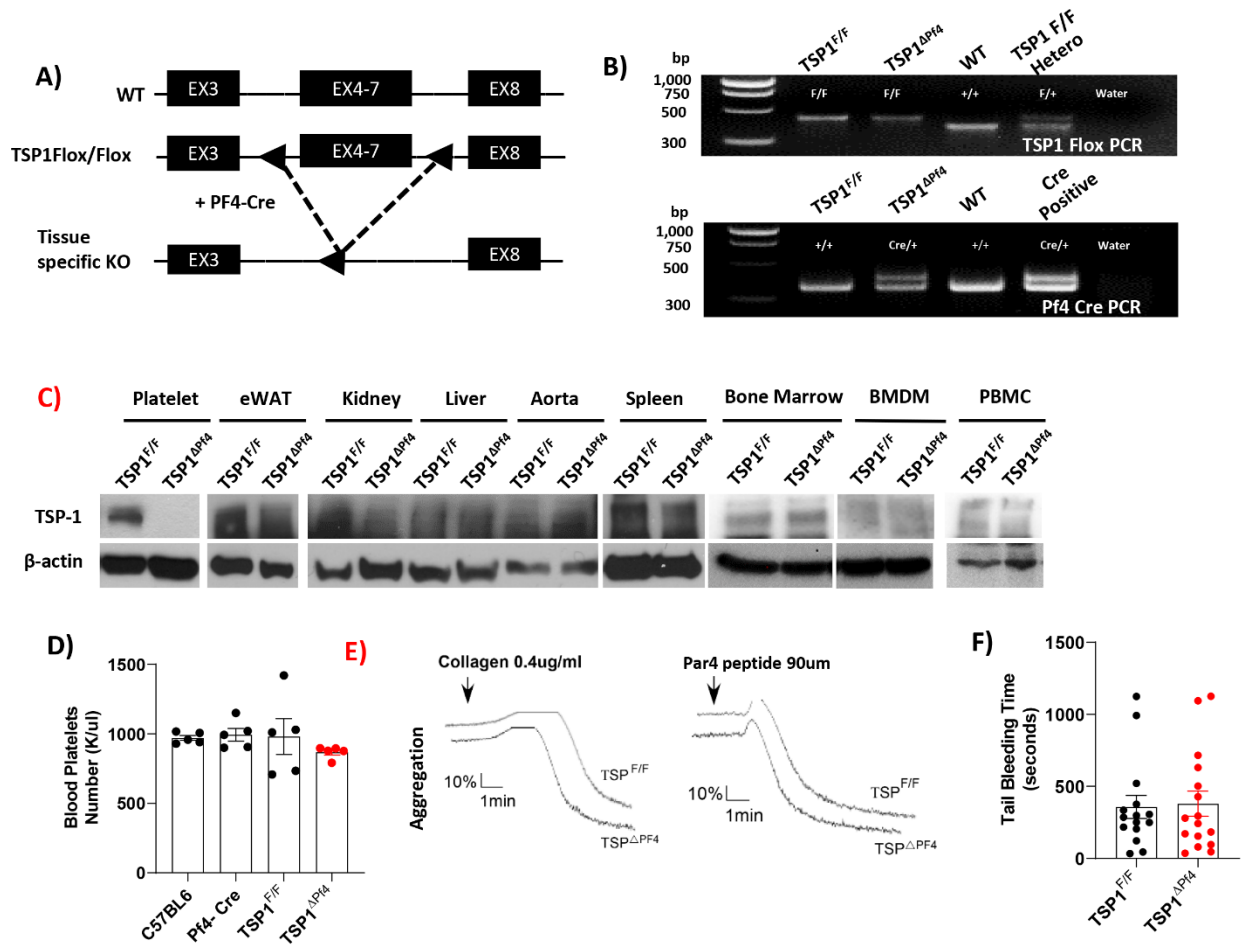 A)
WT
EX3
EX4-7
EX8
TSP1Flox/Flox
EX3
EX4-7
EX8
+ PF4-Cre
Tissue
specific KO
EX3
EX8
B)
bp
TSP1F/F
TSP1ΔPf4
WT
TSP1 F/F
Hetero
1,000
750
500
300
F/F
F/F
+/+
F/+
Water
TSP1 Flox PCR
bp
TSP1F/F
TSP1ΔPf4
WT
Cre
Positive
1,000
750
500
300
+/+
Cre/+
+/+
Cre/+
Water
Pf4 Cre PCR
C)
Platelet
eWAT
Kidney
Liver
Aorta
Spleen
Bone Marrow
BMDM
PBMC
TSP1F/F
TSP1ΔPf4
TSP1F/F
TSP1ΔPf4
TSP1F/F
TSP1ΔPf4
TSP1F/F
TSP1ΔPf4
TSP1F/F
TSP1ΔPf4
TSP1F/F
TSP1ΔPf4
TSP1F/F
TSP1ΔPf4
TSP1F/F
TSP1ΔPf4
TSP1F/F
TSP1ΔPf4
TSP-1
β-actin
D)
Blood Platelets
Number (K/ul)
1500
1000
500
0
C57BL6
Pf4- Cre
TSP1F/F
TSP1ΔPf4
E)
Aggregation
Collagen 0.4ug/ml
10%
1min
TSPF/F
TSP△PF4
Par4 peptide 90um
10%
1min
TSPF/F
TSP△PF4
F)
Tail Bleeding Time
(seconds)
1500
1000
500
0
TSP1F/F
TSP1ΔPf4